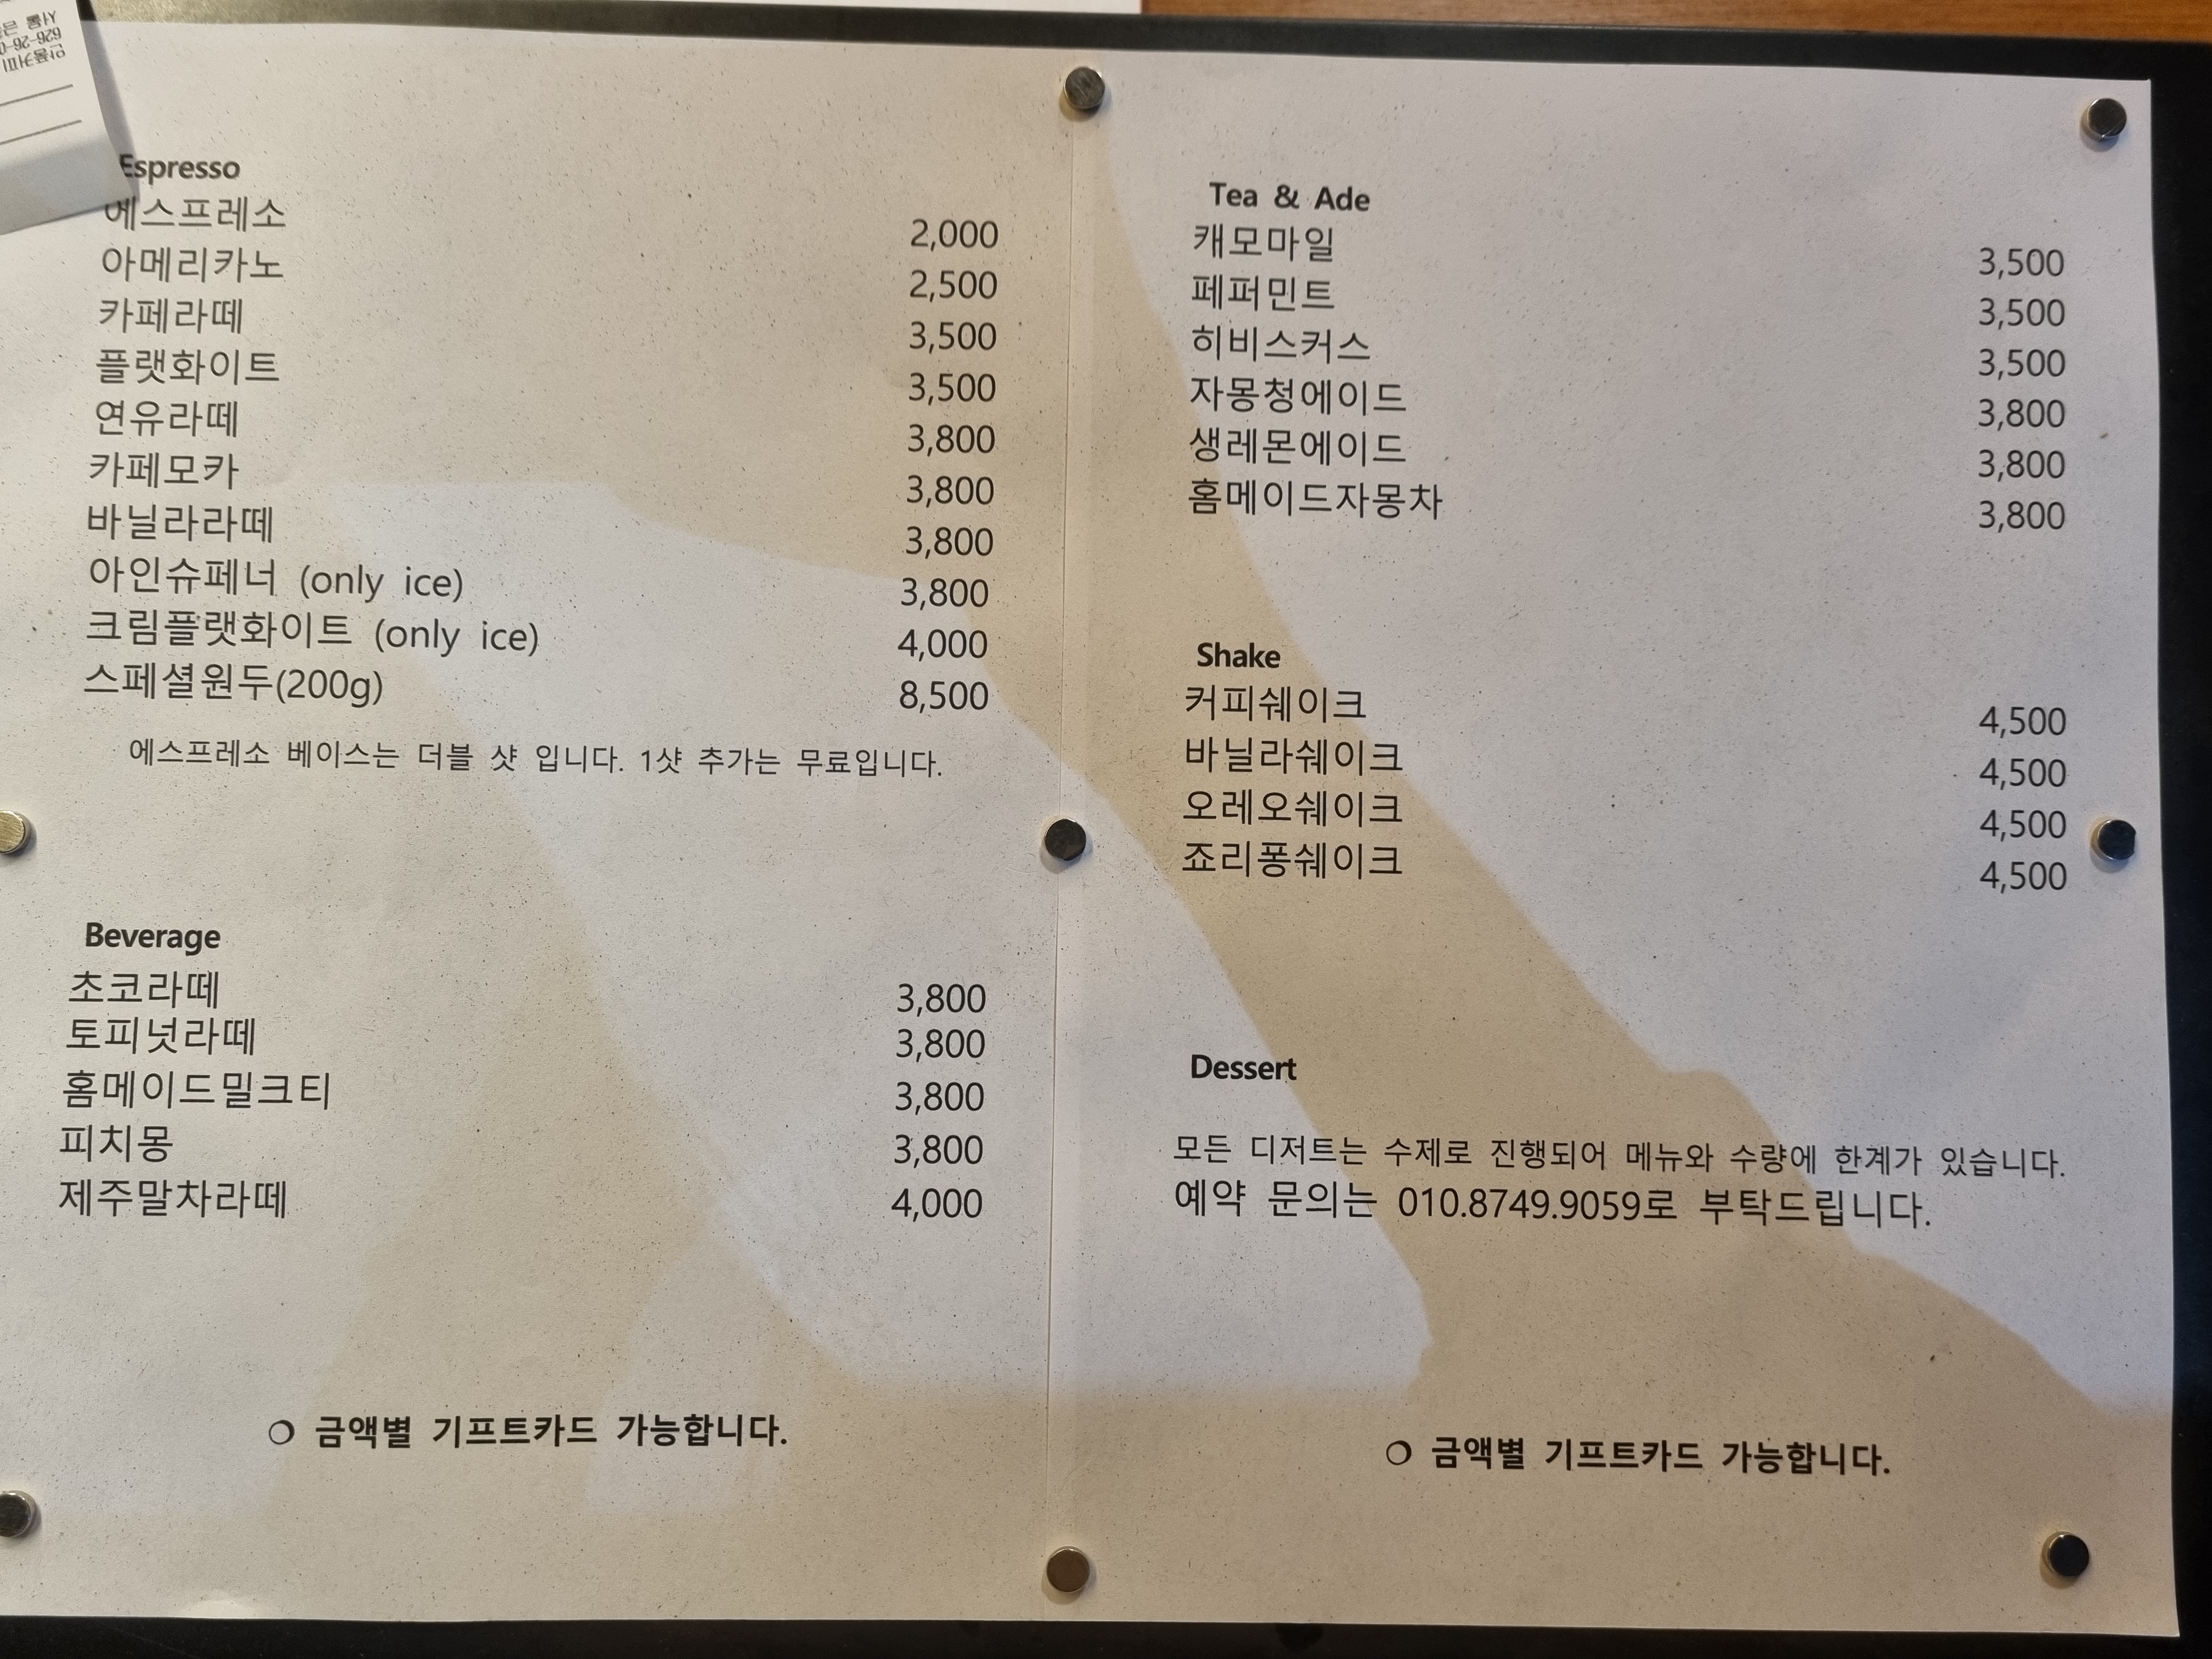 Espresso
에스프레소 2,000
아메리카노 2,500
카페라떼 3,500
플랫화이트 3,500
연유라떼 3,800
카페모카 3,800
바닐라라떼 3,800
아인슈페너 (only ice) 3,800
크림플랫화이트 (only ice) 4,000
스페셜원두(200g) 8,500
에스프레소 베이스는 더블 샷 입니다. 1샷 추가는 무료입니다.
Beverage
초코라떼 3,800
토피넛라떼 3,800
홈메이드밀크티 3,800
피치몽 3,800
제주말차라떼 4,000
❍ 금액별 기프트카드 가능합니다.
Tea & Ade
캐모마일 3,500
페퍼민트 3,500
히비스커스 3,500
자몽청에이드 3,800
생레몬에이드 3,800
홈메이드자몽차 3,800
Shake
커피쉐이크 4,500
바닐라쉐이크 4,500
오레오쉐이크 4,500
죠리퐁쉐이크 4,500
Dessert
모든 디저트는 수제로 진행되어 메뉴와 수량에 한계가 있습니다.
예약 문의는 010.8749.9059로 부탁드립니다.
❍ 금액별 기프트카드 가능합니다.